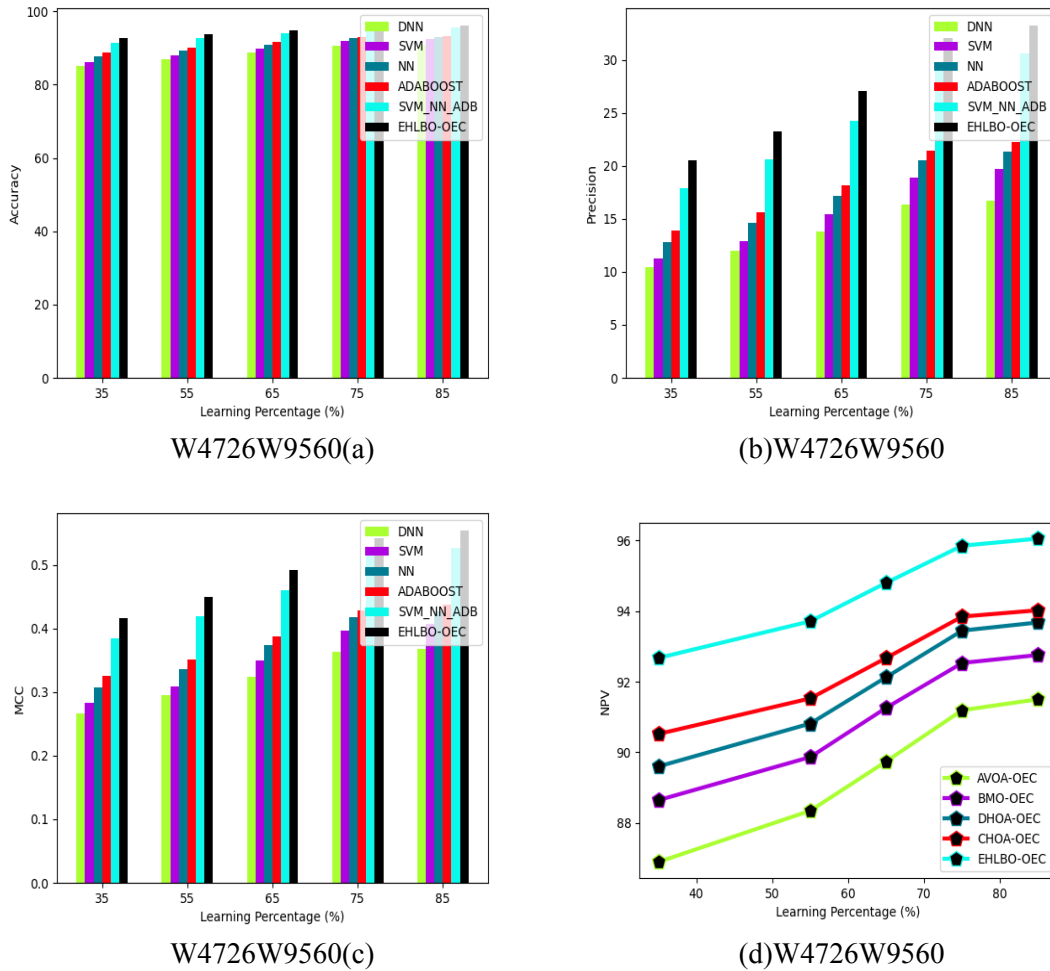 100
80
60
40
20
0
Accuracy
DNN
SVM
NN
ADABOOST
SVM_NN_ADB
EHLBO-OEC
35 55 65 75 85
Learning Percentage (%)
W4726W9560(a)
30
25
20
15
10
5
0
Precision
DNN
SVM
NN
ADABOOST
SVM_NN_ADB
EHLBO-OEC
35 55 65 75 85
Learning Percentage (%)
(b)W4726W9560
0.5
0.4
0.3
0.2
0.1
0.0
MCC
DNN
SVM
NN
ADABOOST
SVM_NN_ADB
EHLBO-OEC
35 55 65 75 85
Learning Percentage (%)
W4726W9560(c)
96
94
92
90
88
NPV
AVOA-OEC
BMO-OEC
DHOA-OEC
CHOA-OEC
EHLBO-OEC
40 50 60 70 80
Learning Percentage (%)
(d)W4726W9560